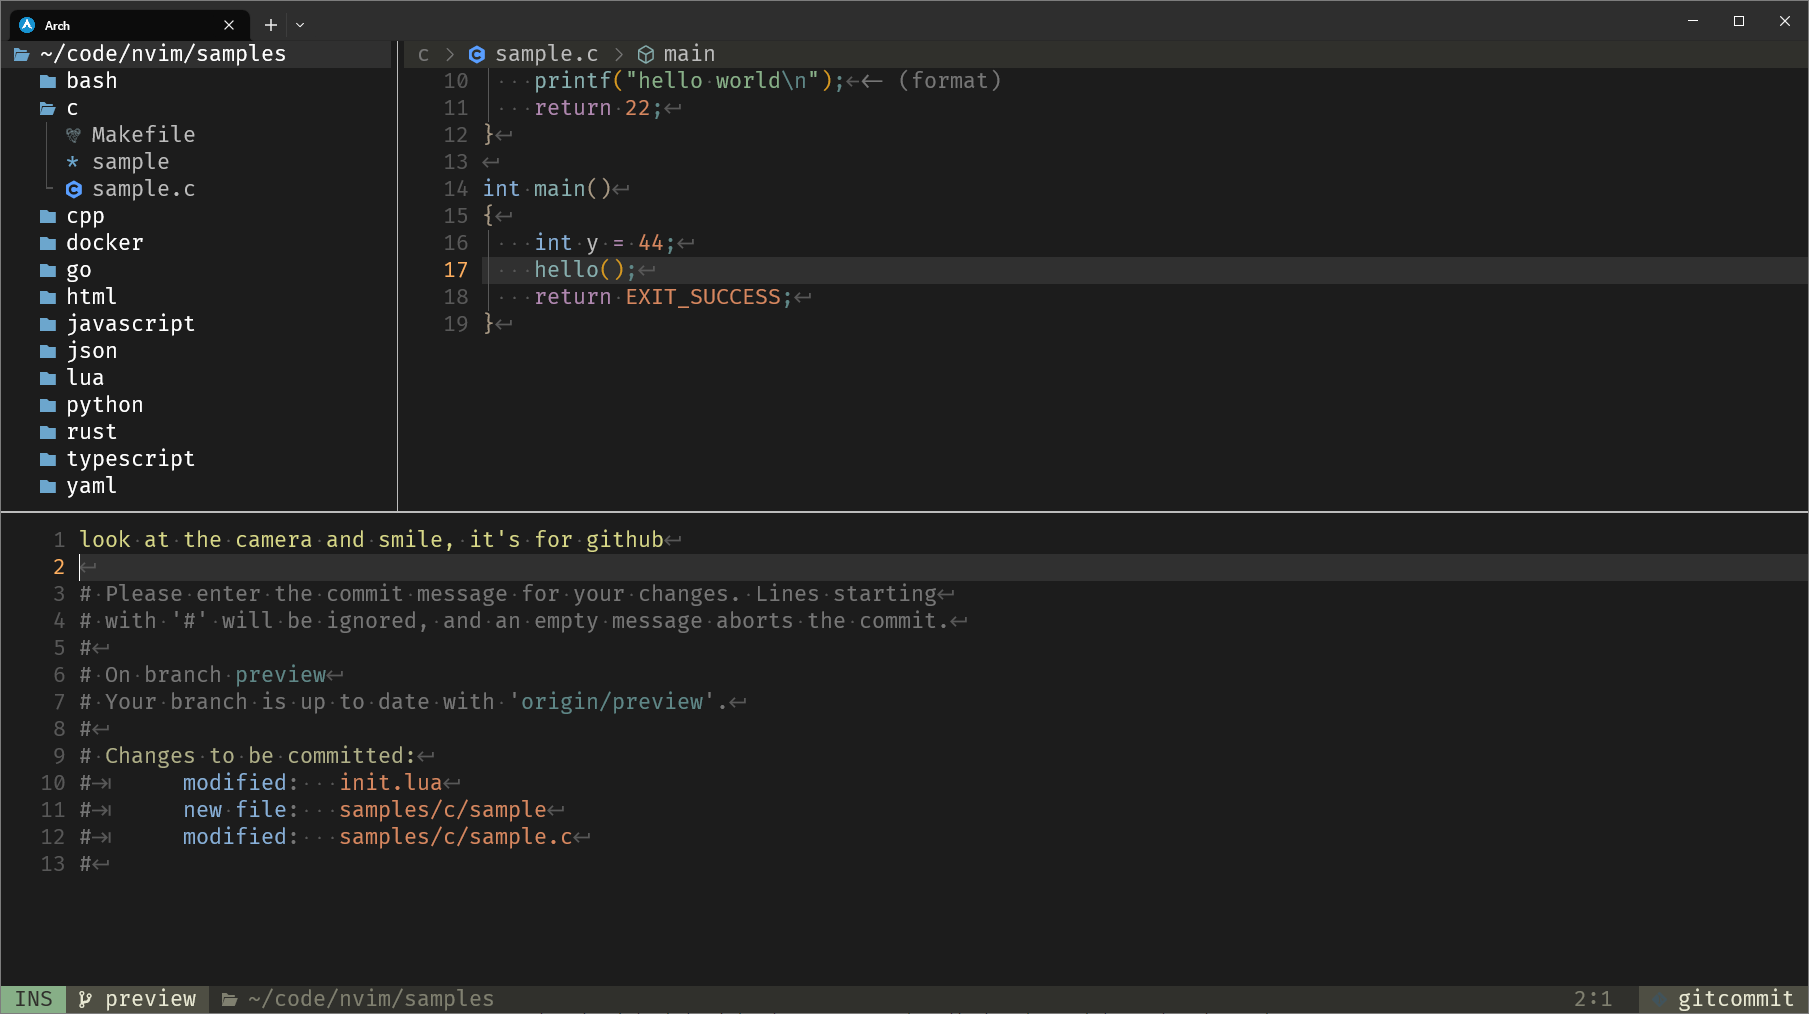 Arch
~/code/nvim/samples
bash
c
Makefile
sample
sample.c
cpp
docker
go
html
javascript
json
lua
python
rust
typescript
yaml
c > sample.c > main
10 printf("hello world\n"); ← (format)
11 return 22;
12 }
13
14 int main()
15 {
16 int y = 44;
17 hello();
18 return EXIT_SUCCESS;
19 }
1 look at the camera and smile, it's for github
2
3 # Please enter the commit message for your changes. Lines starting
4 # with '#' will be ignored, and an empty message aborts the commit.
5 #
6 # On branch preview
7 # Your branch is up to date with 'origin/preview'.
8 #
9 # Changes to be committed:
10 # modified: init.lua
11 # new file: samples/c/sample
12 # modified: samples/c/sample.c
13 #
INS preview ~/code/nvim/samples 2:1 gitcommit